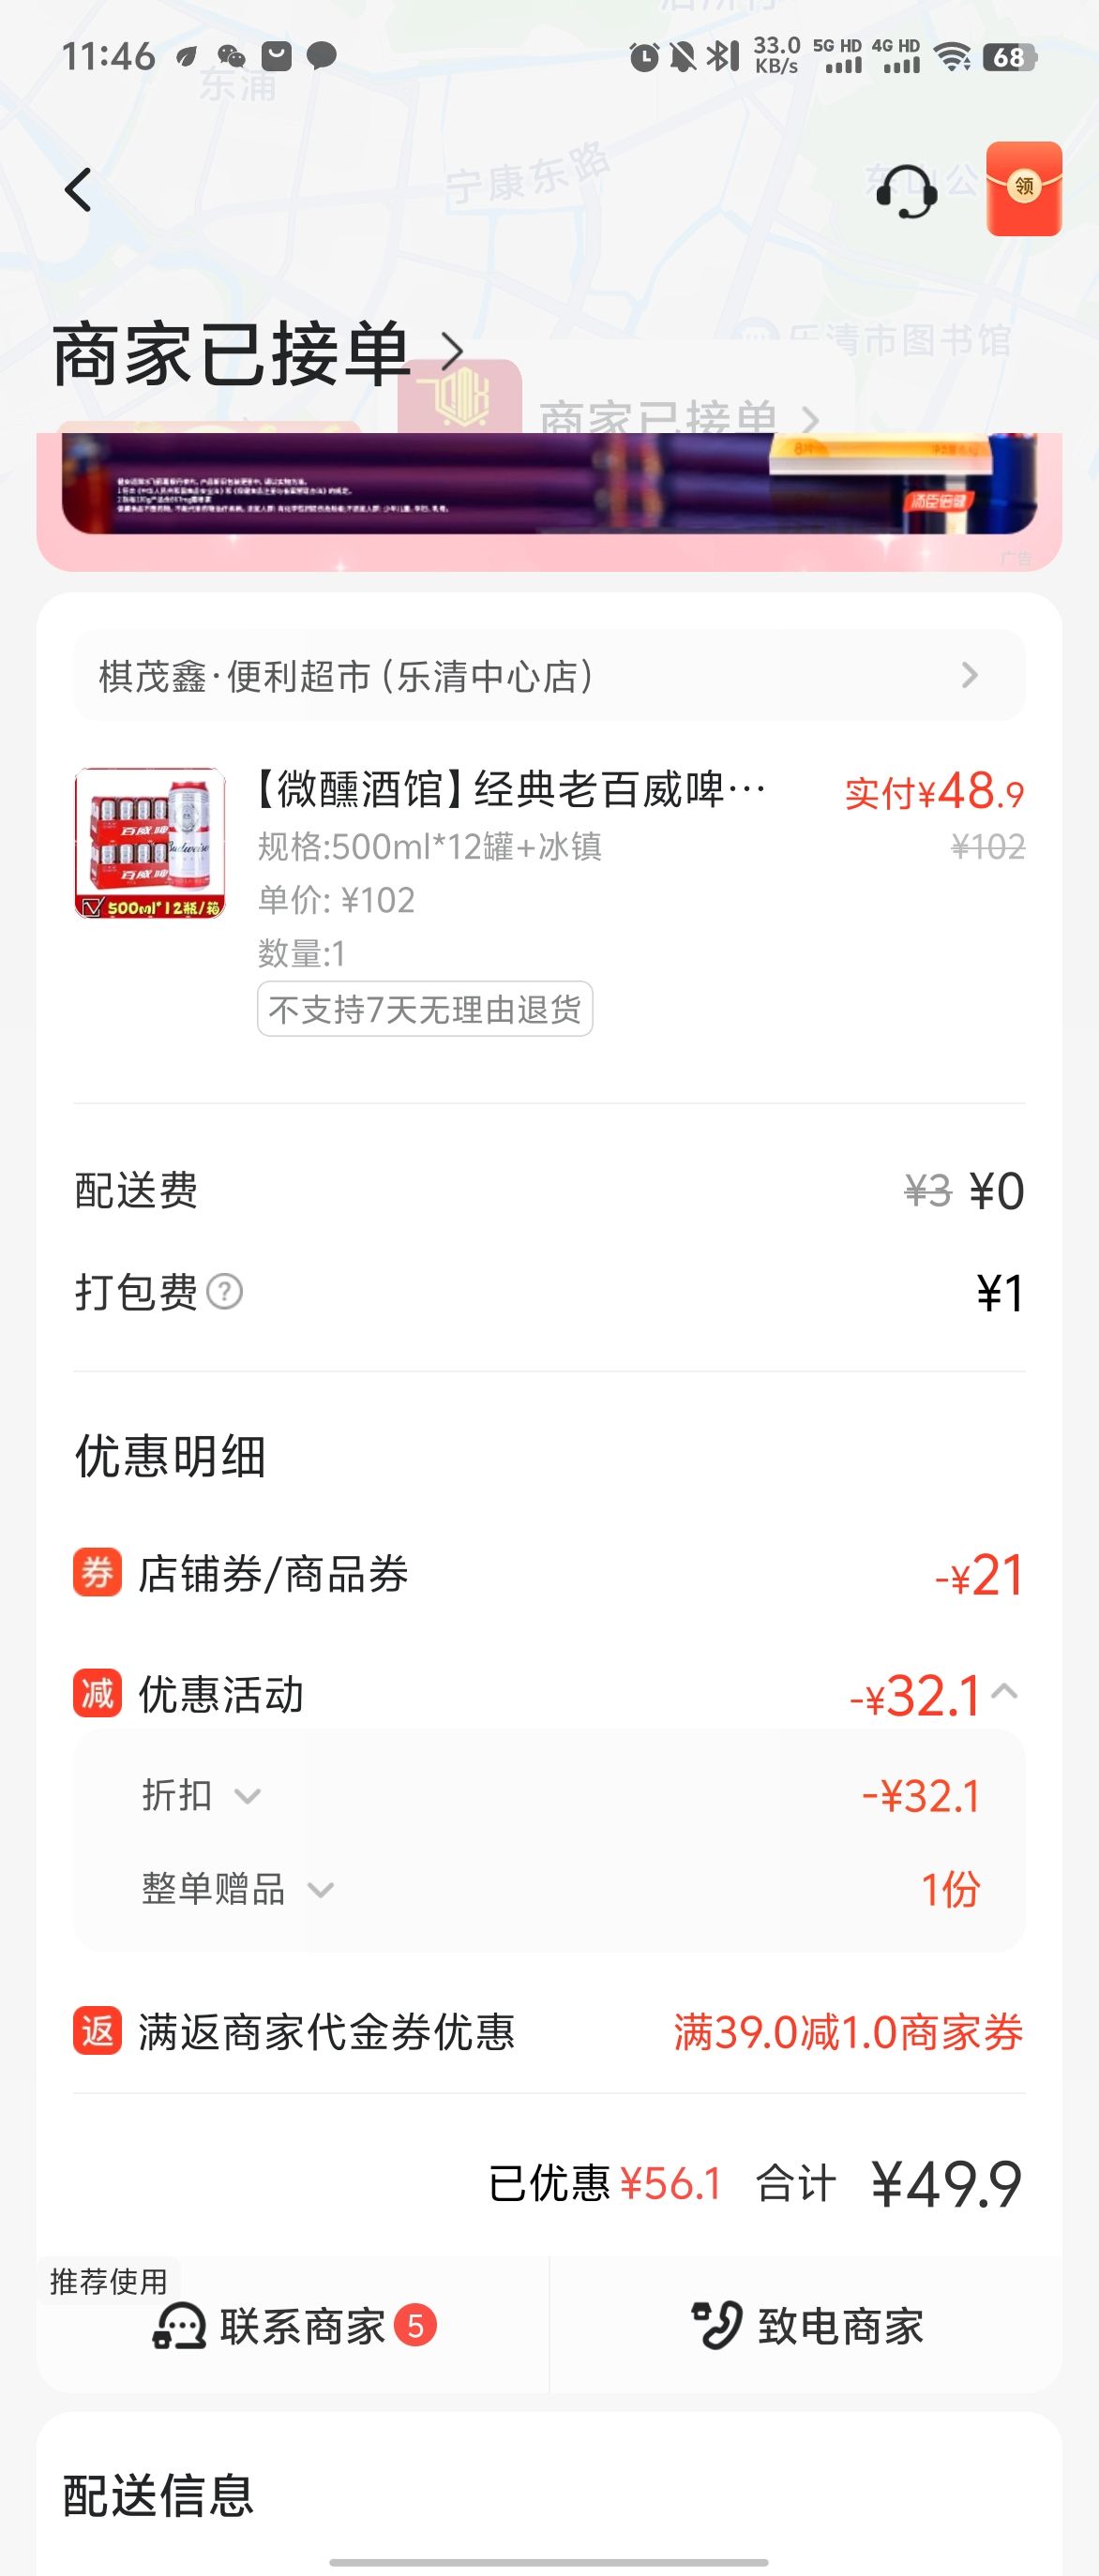 11:46
33.0 KB/s 5G HD 4G HD 68
东浦
宁康东路
领
乐清市图书馆
商家已接单
商家已接单
汤臣倍健
广告
棋茂鑫·便利超市(乐清中心店)
【微醺酒馆】经典老百威啤… 实付¥48.9
规格:500ml*12罐+冰镇 ¥102
单价: ¥102
数量:1
不支持7天无理由退货
百威啤
Budweiser
百威啤
500ml*12瓶/箱
配送费 ¥3 ¥0
打包费 ? ¥1
优惠明细
券 店铺券/商品券 -¥21
减 优惠活动 -¥32.1
折扣 -¥32.1
整单赠品 1份
返 满返商家代金券优惠 满39.0减1.0商家券
已优惠 ¥56.1 合计 ¥49.9
推荐使用
联系商家 5 致电商家
配送信息